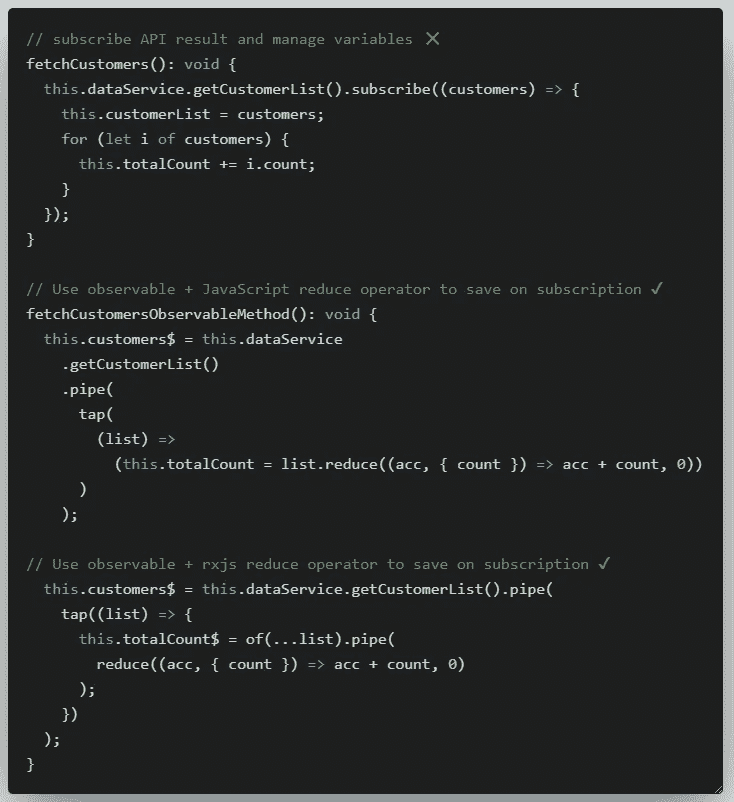 // subscribe API result and manage variables ❌
fetchCustomers(): void {
  this.dataService.getCustomerList().subscribe((customers) => {
    this.customerList = customers;
    for (let i of customers) {
      this.totalCount += i.count;
    }
  });
}

// Use observable + JavaScript reduce operator to save on subscription ✓
fetchCustomersObservableMethod(): void {
  this.customers$ = this.dataService
    .getCustomerList()
    .pipe(
      tap(
        (list) =>
          (this.totalCount = list.reduce((acc, { count }) => acc + count, 0))
      )
    );

// Use observable + rxjs reduce operator to save on subscription ✓
  this.customers$ = this.dataService.getCustomerList().pipe(
    tap((list) => {
      this.totalCount$ = of(...list).pipe(
        reduce((acc, { count }) => acc + count, 0)
      );
    })
  );
}